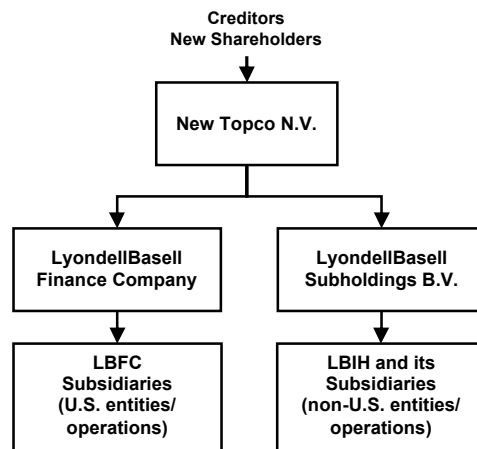 Creditors
New Shareholders
New Topco N.V.
LyondellBasell
Finance Company
LyondellBasell
Subholdings B.V.
LBFC
Subsidiaries
(U.S. entities/
operations)
LBIH and its
Subsidiaries
(non-U.S. entities/
operations)